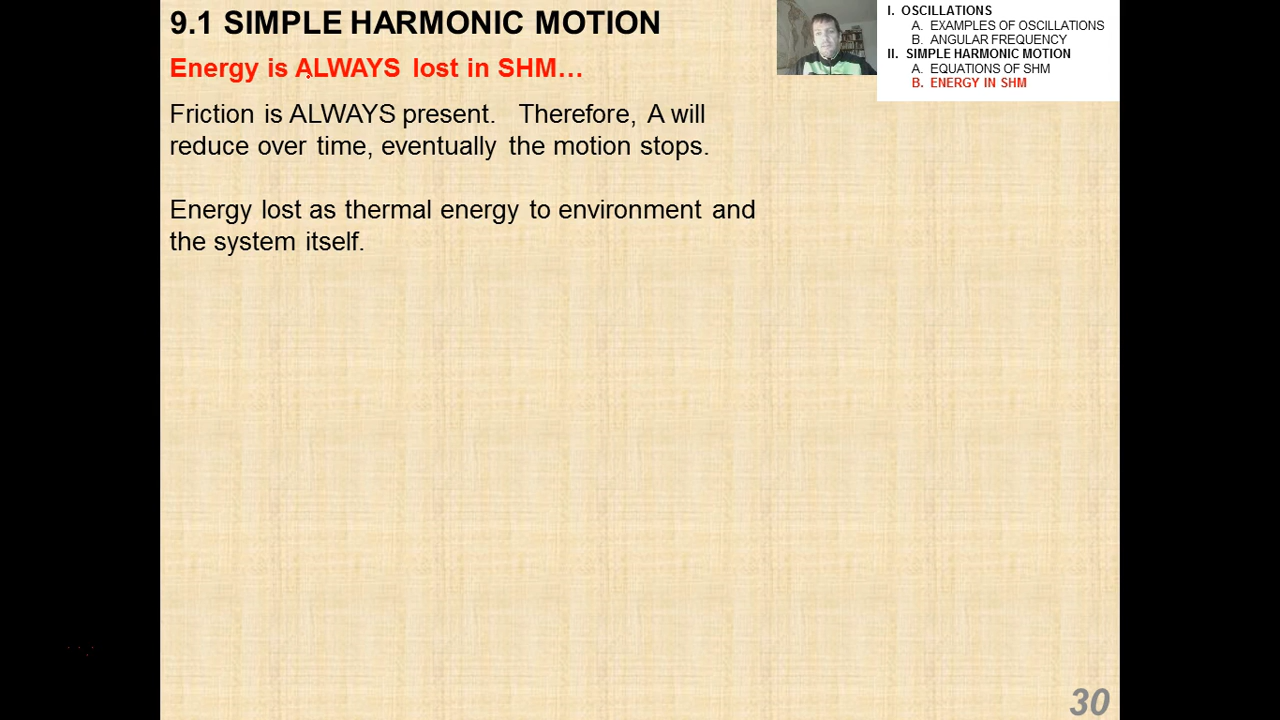 9.1 SIMPLE HARMONIC MOTION
Energy is ALWAYS lost in SHM…
Friction is ALWAYS present. Therefore, A will
reduce over time, eventually the motion stops.
Energy lost as thermal energy to environment and
the system itself.
I. OSCILLATIONS
A. EXAMPLES OF OSCILLATIONS
B. ANGULAR FREQUENCY
II. SIMPLE HARMONIC MOTION
A. EQUATIONS OF SHM
B. ENERGY IN SHM
30